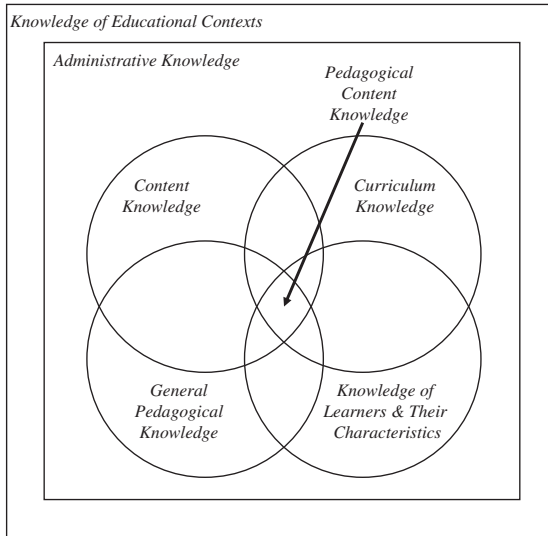 Knowledge of Educational Contexts
Administrative Knowledge
Pedagogical
Content
Knowledge
Content
Knowledge
Curriculum
Knowledge
General
Pedagogical
Knowledge
Knowledge of
Learners & Their
Characteristics